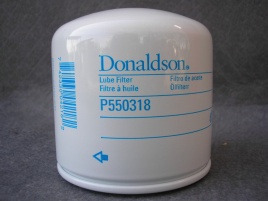 Donaldson®
Lube Filter Filtro de aceite
Filtre à huile Ölfilter
P550318